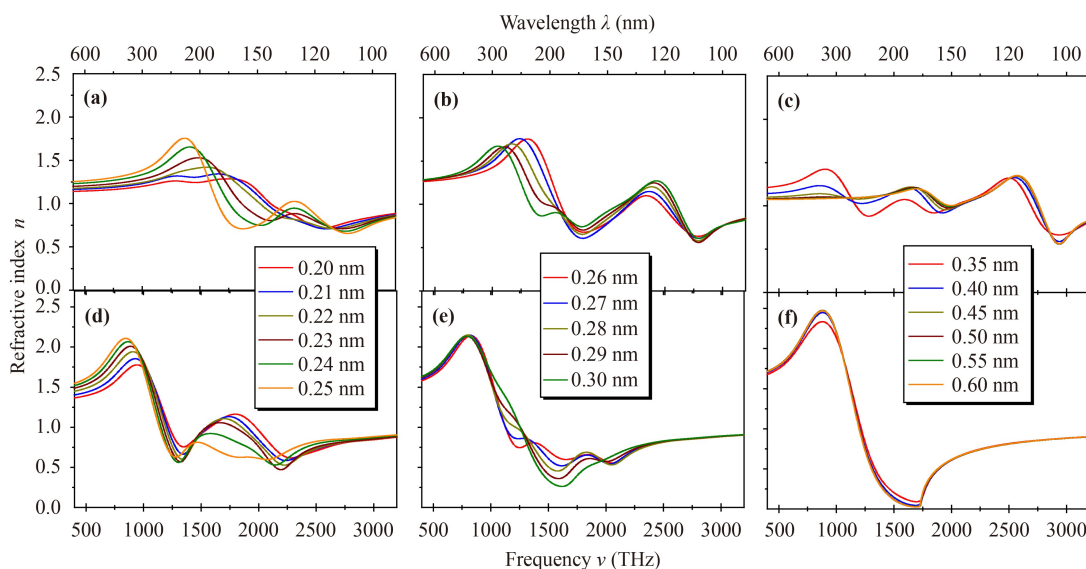 Wavelength λ (nm)
600 300 200 150 120 100
600 300 200 150 120 100
600 300 200 150 120 100
2.5
2.0
1.5
1.0
0.5
0.0
(a)
(b)
(c)
0.20 nm
0.21 nm
0.22 nm
0.23 nm
0.24 nm
0.25 nm
0.26 nm
0.27 nm
0.28 nm
0.29 nm
0.30 nm
0.35 nm
0.40 nm
0.45 nm
0.50 nm
0.55 nm
0.60 nm
Refractive index n
2.5
2.0
1.5
1.0
0.5
0.0
(d)
(e)
(f)
500 1000 1500 2000 2500 3000
500 1000 1500 2000 2500 3000
500 1000 1500 2000 2500 3000
Frequency ν (THz)